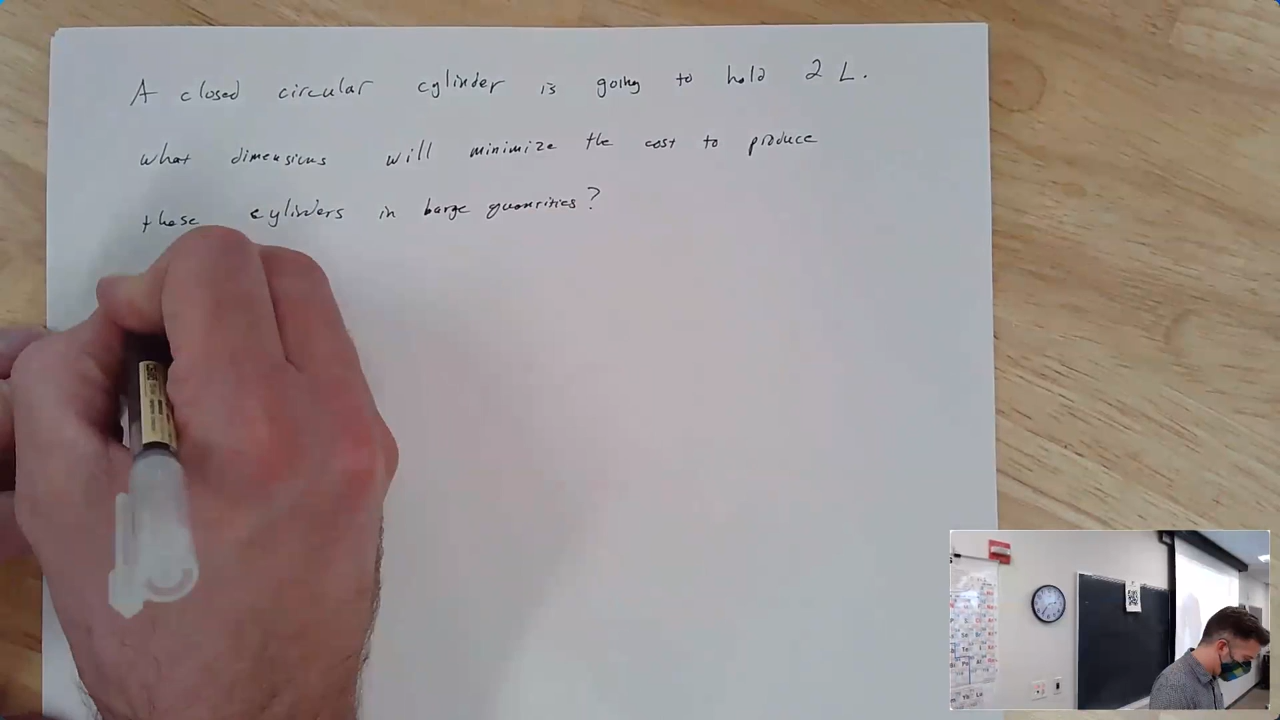 A closed circular cylinder is going to hold 2 L.
what dimensions will minimize the cost to produce
these cylinders in large quantities?